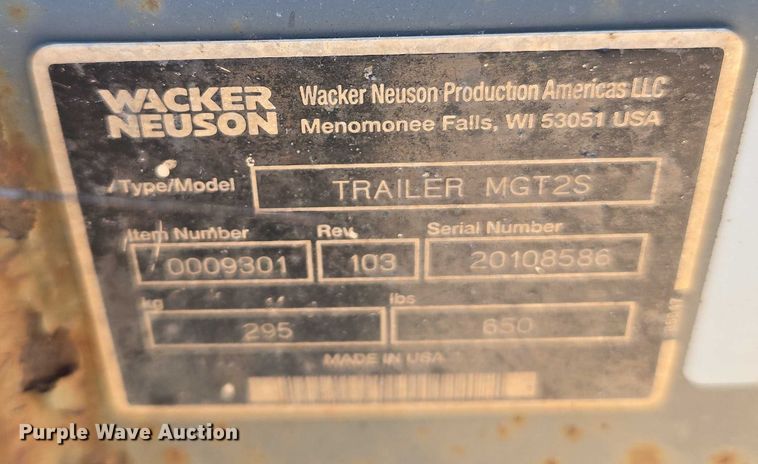 WACKER NEUSON
Wacker Neuson Production Americas LLC
Menomonee Falls, WI 53051 USA
Type/Model
TRAILER MGT2S
Item Number
Rev.
Serial Number
0009301
103
20108586
kg
lbs
295
650
MADE IN USA
Purple Wave Auction